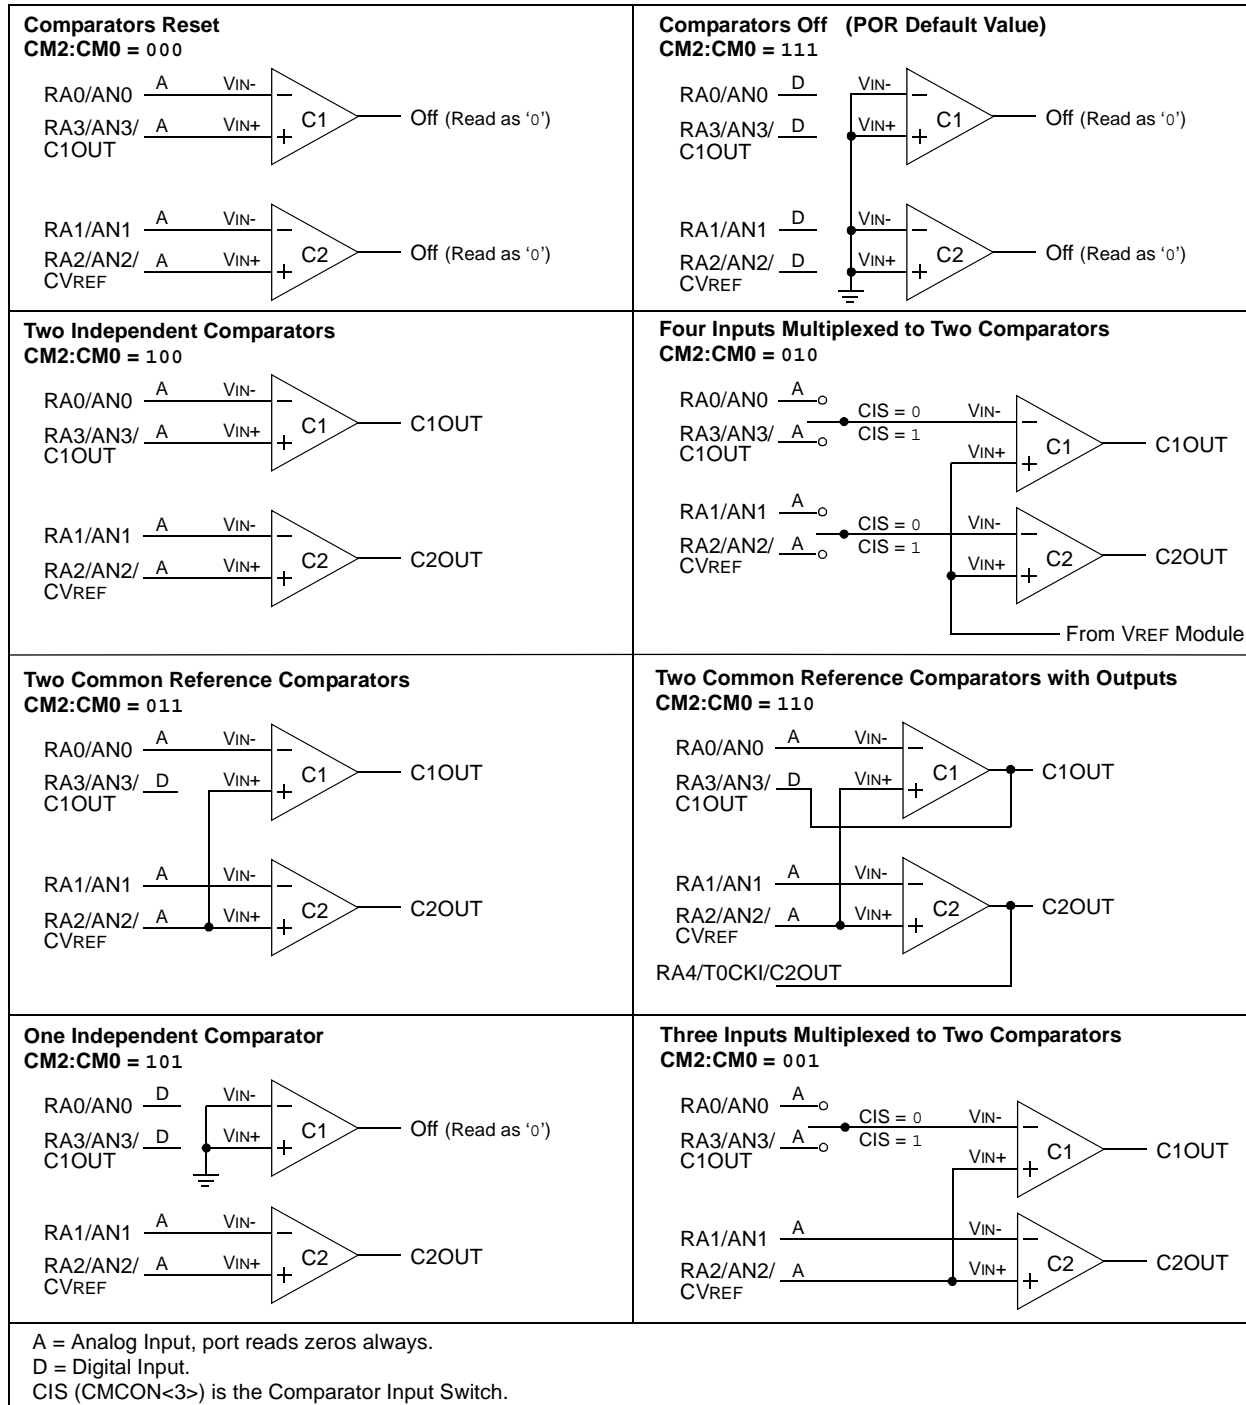 Comparators Reset
CM2:CM0 = 000
RA0/AN0 A VIN-
C1
Off (Read as '0')
RA3/AN3/ A VIN+
C1OUT
RA1/AN1 A VIN-
C2
Off (Read as '0')
RA2/AN2/ A VIN+
CVREF
Comparators Off (POR Default Value)
CM2:CM0 = 111
RA0/AN0 D VIN-
C1
Off (Read as '0')
RA3/AN3/ D VIN+
C1OUT
RA1/AN1 D VIN-
C2
Off (Read as '0')
RA2/AN2/ D VIN+
CVREF
Two Independent Comparators
CM2:CM0 = 100
RA0/AN0 A VIN-
C1
C1OUT
RA3/AN3/ A VIN+
C1OUT
RA1/AN1 A VIN-
C2
C2OUT
RA2/AN2/ A VIN+
CVREF
Four Inputs Multiplexed to Two Comparators
CM2:CM0 = 010
RA0/AN0 A
CIS = 0 VIN-
RA3/AN3/ A CIS = 1
C1OUT
VIN+
C1
C1OUT
RA1/AN1 A
CIS = 0 VIN-
RA2/AN2/ A CIS = 1
CVREF
VIN+
C2
C2OUT
From VREF Module
Two Common Reference Comparators
CM2:CM0 = 011
RA0/AN0 A VIN-
C1
C1OUT
RA3/AN3/ D VIN+
C1OUT
RA1/AN1 A VIN-
C2
C2OUT
RA2/AN2/ A VIN+
CVREF
Two Common Reference Comparators with Outputs
CM2:CM0 = 110
RA0/AN0 A VIN-
C1
C1OUT
RA3/AN3/ D VIN+
C1OUT
RA1/AN1 A VIN-
C2
C2OUT
RA2/AN2/ A VIN+
CVREF
RA4/T0CKI/C2OUT
One Independent Comparator
CM2:CM0 = 101
RA0/AN0 D VIN-
C1
Off (Read as '0')
RA3/AN3/ D VIN+
C1OUT
RA1/AN1 A VIN-
C2
C2OUT
RA2/AN2/ A VIN+
CVREF
Three Inputs Multiplexed to Two Comparators
CM2:CM0 = 001
RA0/AN0 A
CIS = 0 VIN-
RA3/AN3/ A CIS = 1
C1OUT
VIN+
C1
C1OUT
RA1/AN1 A VIN-
C2
C2OUT
RA2/AN2/ A VIN+
CVREF
A = Analog Input, port reads zeros always.
D = Digital Input.
CIS (CMCON<3>) is the Comparator Input Switch.